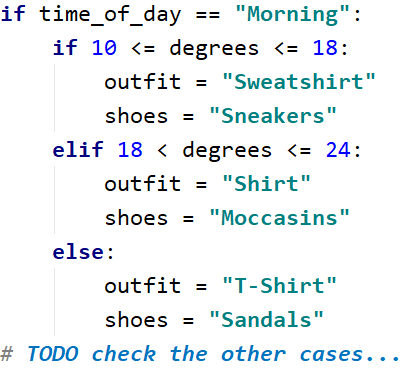 if time_of_day == "Morning":
    if 10 <= degrees <= 18:
        outfit = "Sweatshirt"
        shoes = "Sneakers"
    elif 18 < degrees <= 24:
        outfit = "Shirt"
        shoes = "Moccasins"
    else:
        outfit = "T-Shirt"
        shoes = "Sandals"
# TODO check the other cases...